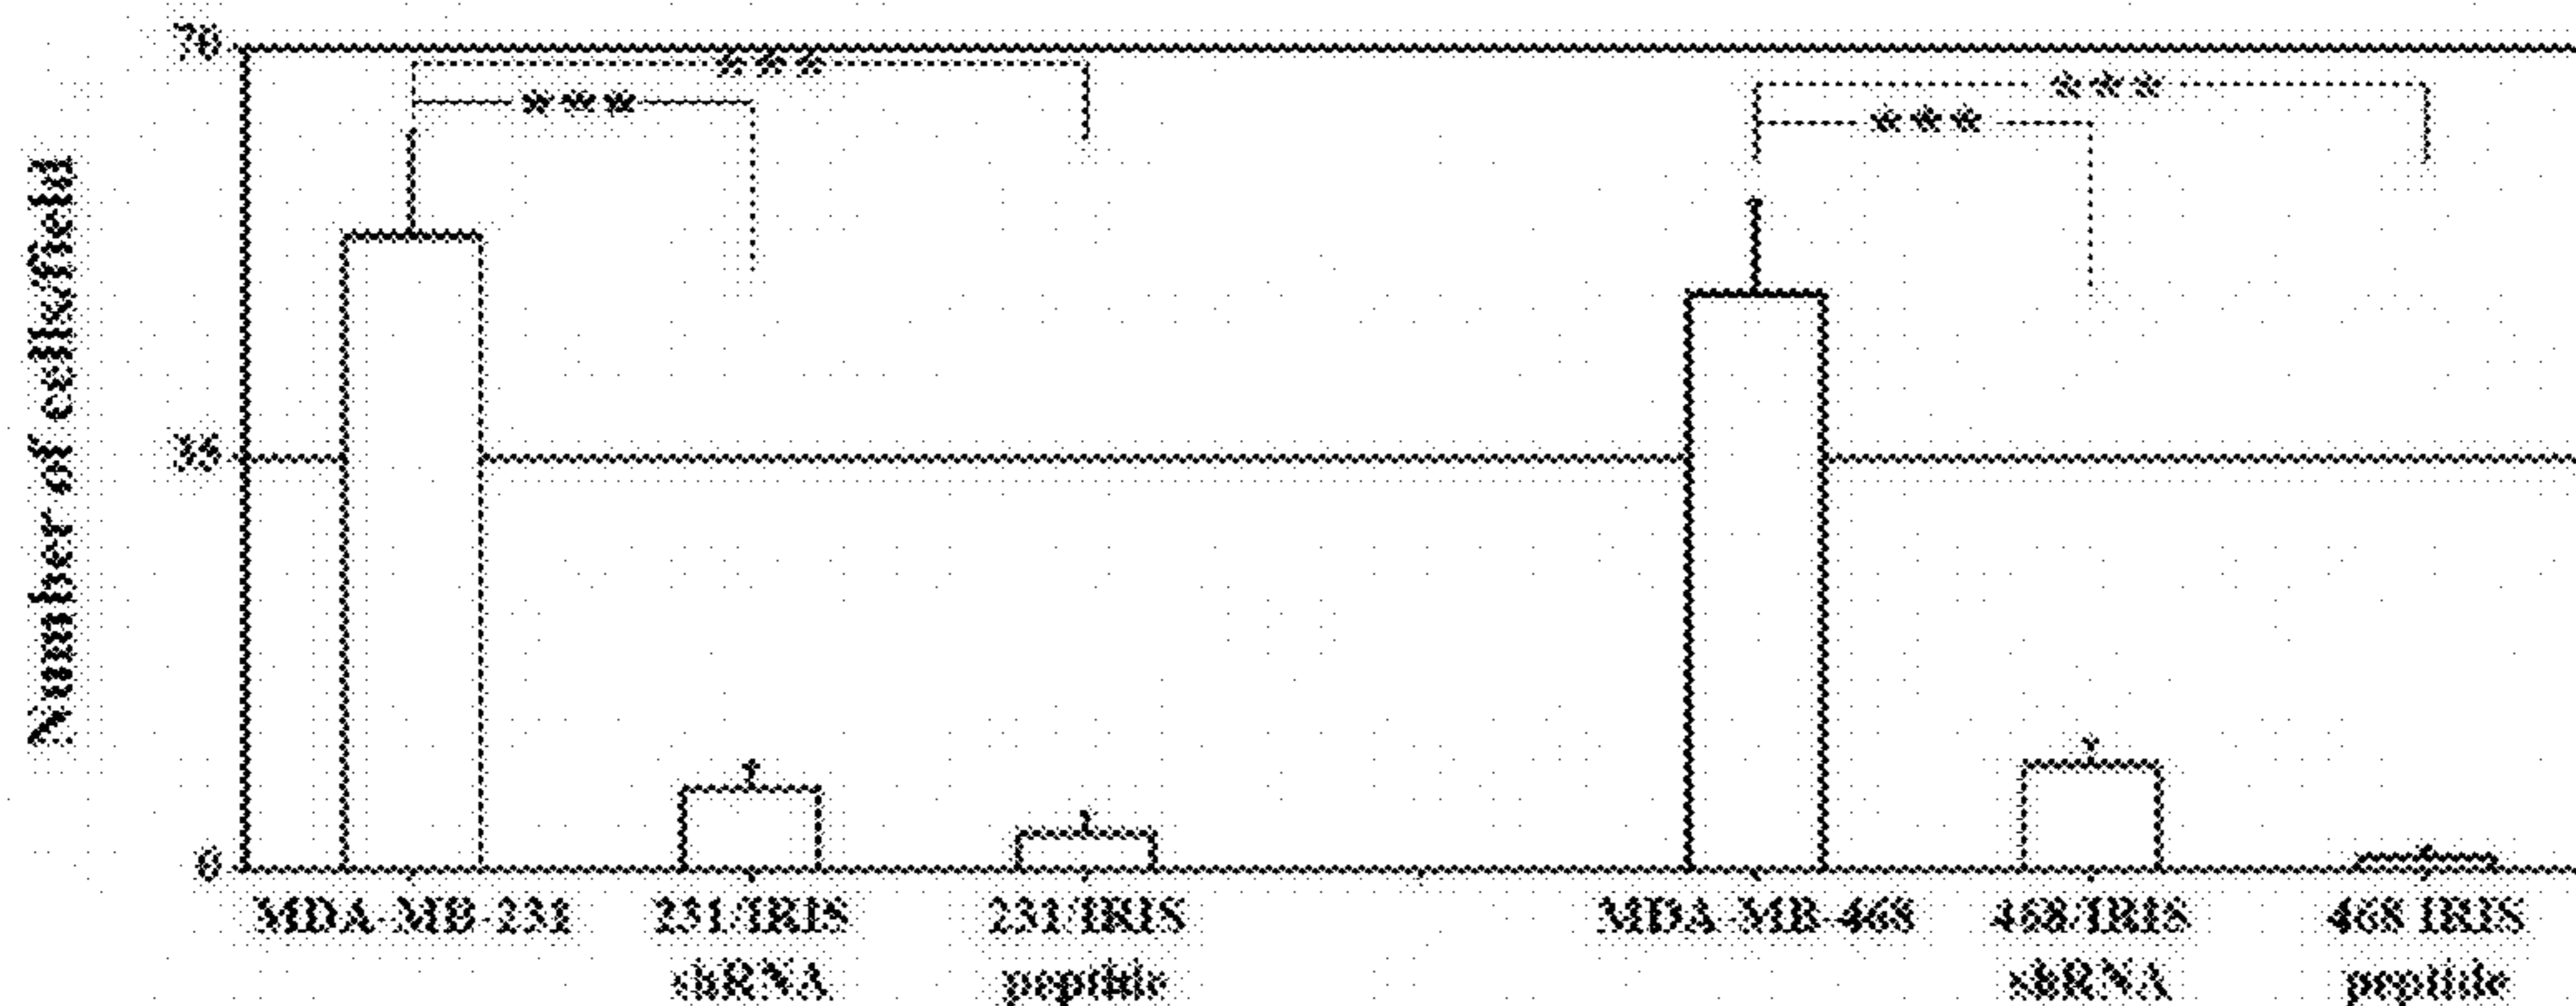 Number of cells/field
70
***
***
***
***
35
0
MDA-MB-231
231/IRIS
shRNA
231/IRIS
peptide
MDA-MB-468
468/IRIS
shRNA
468 IRIS
peptide